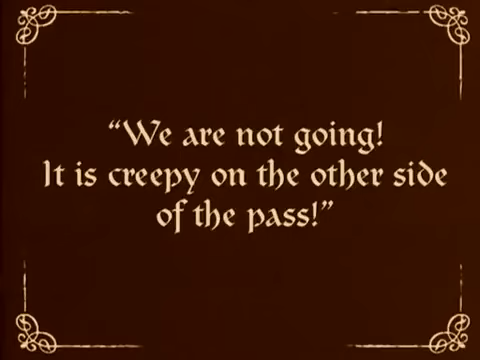 “We are not going!
It is creepy on the other side
of the pass!”